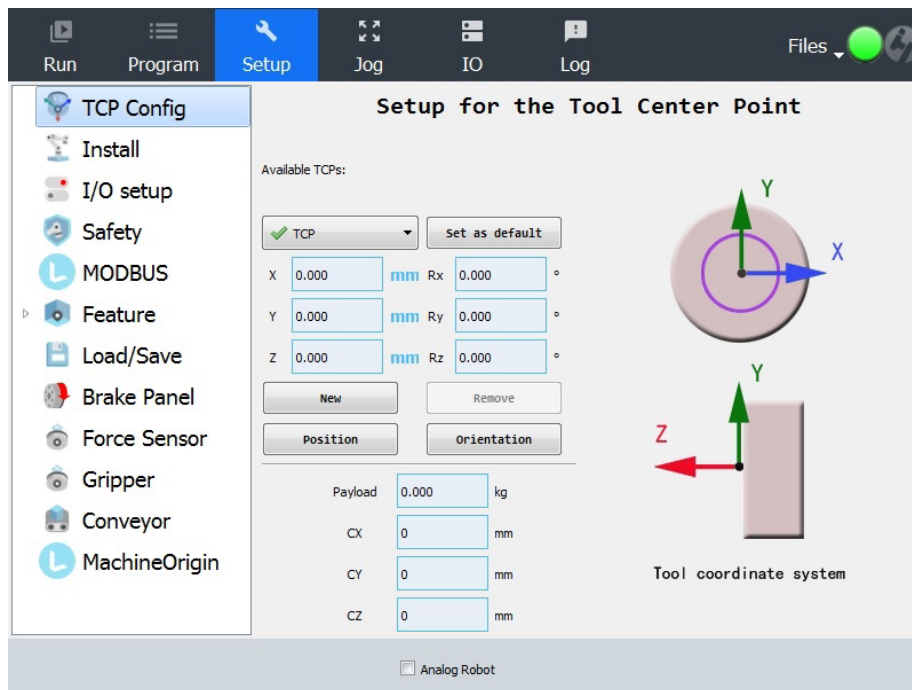 Run Program Setup Jog IO Log Files
TCP Config
Install
I/O setup
Safety
L MODBUS
Feature
Load/Save
Brake Panel
Force Sensor
Gripper
Conveyor
L MachineOrigin
Setup for the Tool Center Point
Available TCPs:
TCP Set as default
X 0.000 mm Rx 0.000 °
Y 0.000 mm Ry 0.000 °
Z 0.000 mm Rz 0.000 °
New Remove
Position Orientation
Payload 0.000 kg
CX 0 mm
CY 0 mm
CZ 0 mm
Y
X
Y
Z
Tool coordinate system
Analog Robot